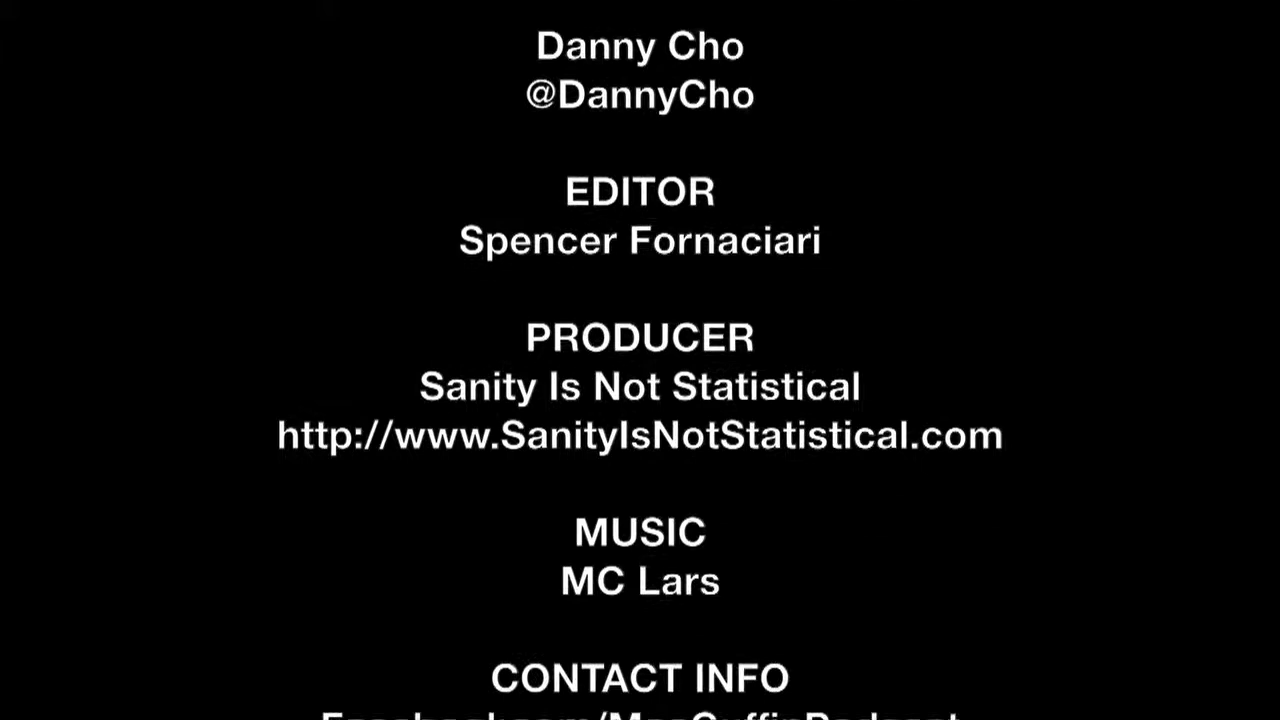 Danny Cho
@DannyCho
EDITOR
Spencer Fornaciari
PRODUCER
Sanity Is Not Statistical
http://www.SanityIsNotStatistical.com
MUSIC
MC Lars
CONTACT INFO